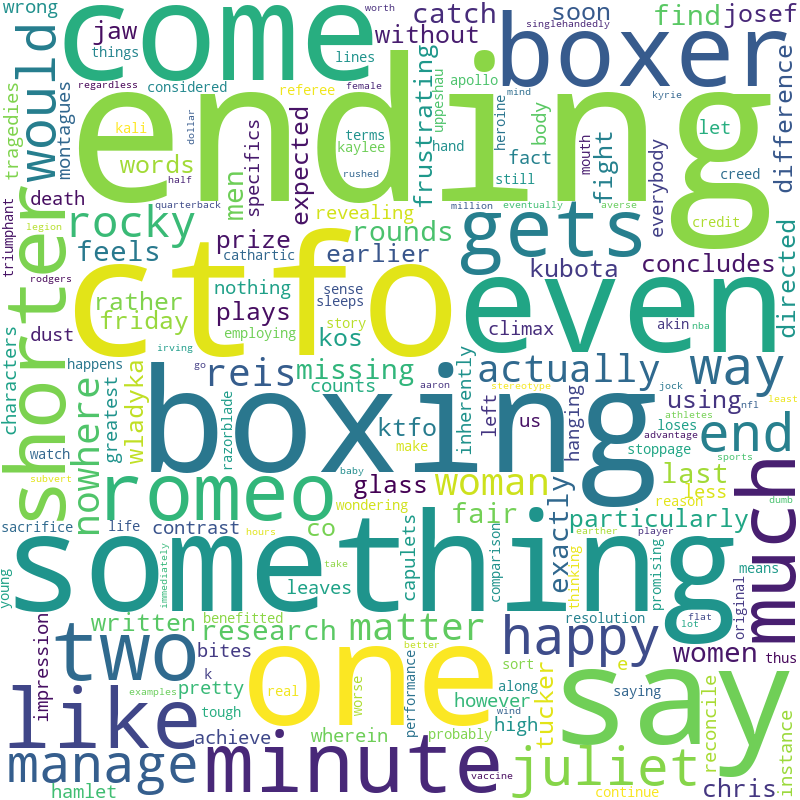 wrong
come
worth
singlehandedly
catch
soon
find
josef
jaw
without
boxer
things
regardless
considered
referee
female
lines
mind
kyrie
would
montagues
tragedies
ending
frustrating
uppeshau
apollo
heroine
body
let
difference
kali
dollar
terms
kaylee
hand
fact
mouth
fight
everybody
creed
words
men
specifics
expected
rushed
still
death
half
quarterback
revealing
million
eventually
averse
credit
triumphant
legion
rocky
rounds
gets
feels
prize
cathartic
earlier
kubota
concludes
directed
shorter
rodgers
ctfo
nothing
sense
sleeps
even
rather
friday
plays
story
climax
akin
nba
dust
employing
kos
irving
characters
happens
reis
missing
actually
way
greatest
counts
go
aaron
stereotype
jock
least
watch
nowhere
wladyka
razorblade
boxing
ktfo
make
inherently
left
hanging
using
us
loses
nfl
stoppage
athletes
advantage
sports
end
subvert
baby
romeo
glass
woman
last
less
dumb
much
sacrifice
life
contrast
wondering
co
fair
exactly
reason
particularly
earther
player
young
something
immediately
hours
take
leaves
capulets
comparison
thinking
promising
means
original
flat
lot
written
benefitted
research
matter
happy
resolution
women
thus
impression
two
bites
one
k
better
sort
saying
examples
pretty
real
worse
performance
along
however
e
say
reconcile
instance
like
tough
wherein
probably
high
wind
tucker
achieve
minute
manage
juliet
vaccine
hamlet
continue
chris